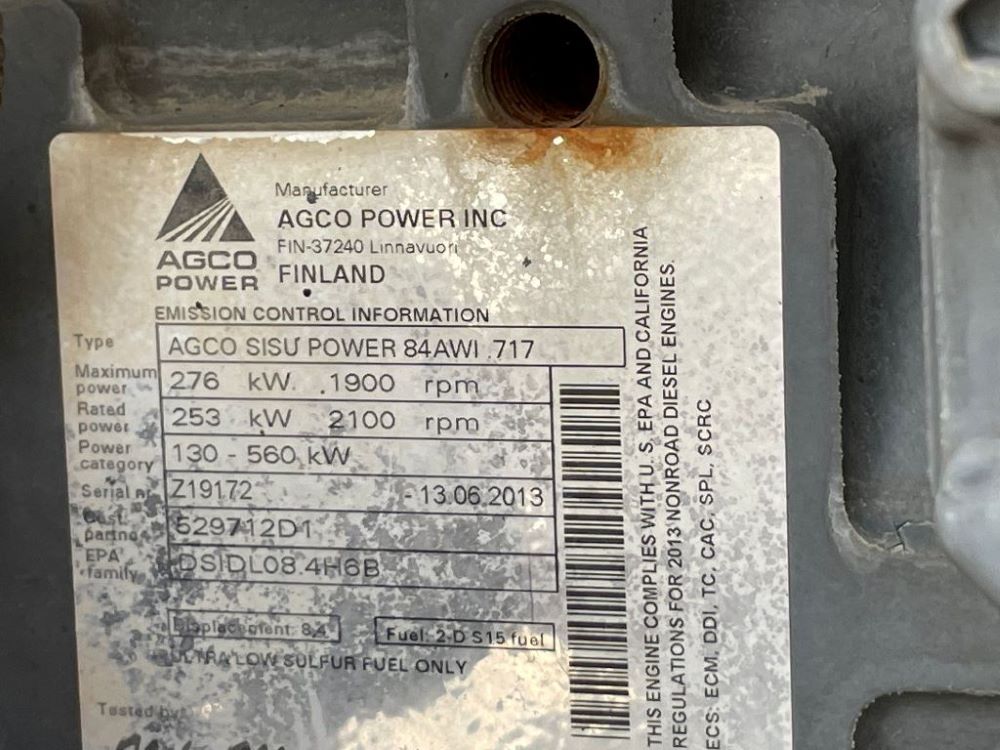 AGCO
POWER
Manufacturer
AGCO POWER INC
FIN-37240 Linnavuori
FINLAND
EMISSION CONTROL INFORMATION
Type AGCO SISU POWER 84AWI .717
Maximum power 276 kW. .1900 rpm
Rated power 253 kW 2100 rpm
Power category 130 - 560 kW
Serial nr Z19172 - 13.06.2013
Cust. partno 529712D1
EPA family DSIDL08.4H6B
Displacement: 8,4 Fuel: 2-D S15 fuel
ULTRA LOW SULFUR FUEL ONLY
Tested by:
THIS ENGINE COMPLIES WITH U. S. EPA AND CALIFORNIA
REGULATIONS FOR 2013 NONROAD DIESEL ENGINES.
ECS: ECM, DDI, TC, CAC, SPL, SCRC